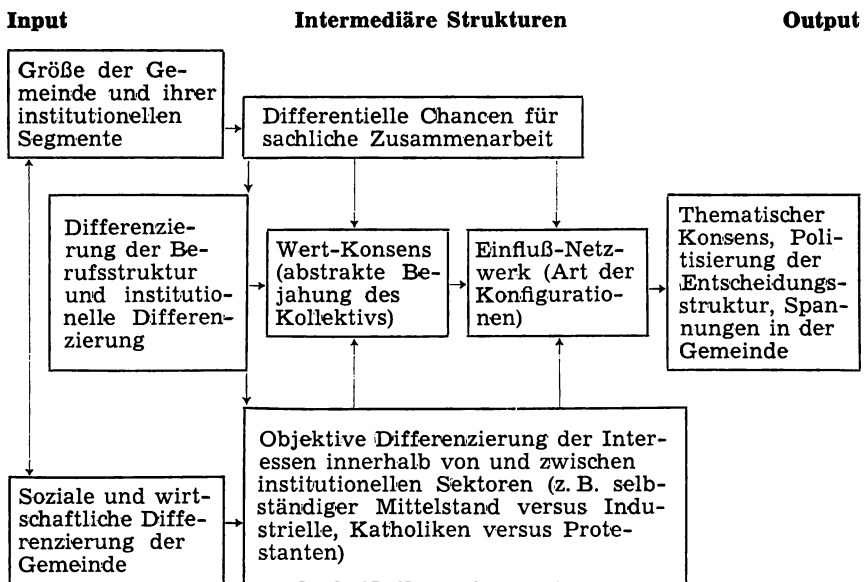 Input Intermediäre Strukturen Output
Größe der Ge-
meinde und ihrer
institutionellen
Segmente
Differentielle Chancen für
sachliche Zusammenarbeit
Differenzie-
rung der Be-
rufsstruktur
und institutio-
nelle Differen-
zierung
Wert-Konsens
(abstrakte Be-
jahung des
Kollektivs)
Einfluß-Netz-
werk (Art der
Konfiguratio-
nen)
Thematischer
Konsens, Poli-
tisierung der
Entscheidungs-
struktur, Span-
nungen in der
Gemeinde
Objektive Differenzierung der Inter-
essen innerhalb von und zwischen
institutionellen Sektoren (z. B. selb-
ständiger Mittelstand versus Indu-
strielle, Katholiken versus Prote-
stanten)
Soziale und wirt-
schaftliche Diffe-
renzierung der
Gemeinde